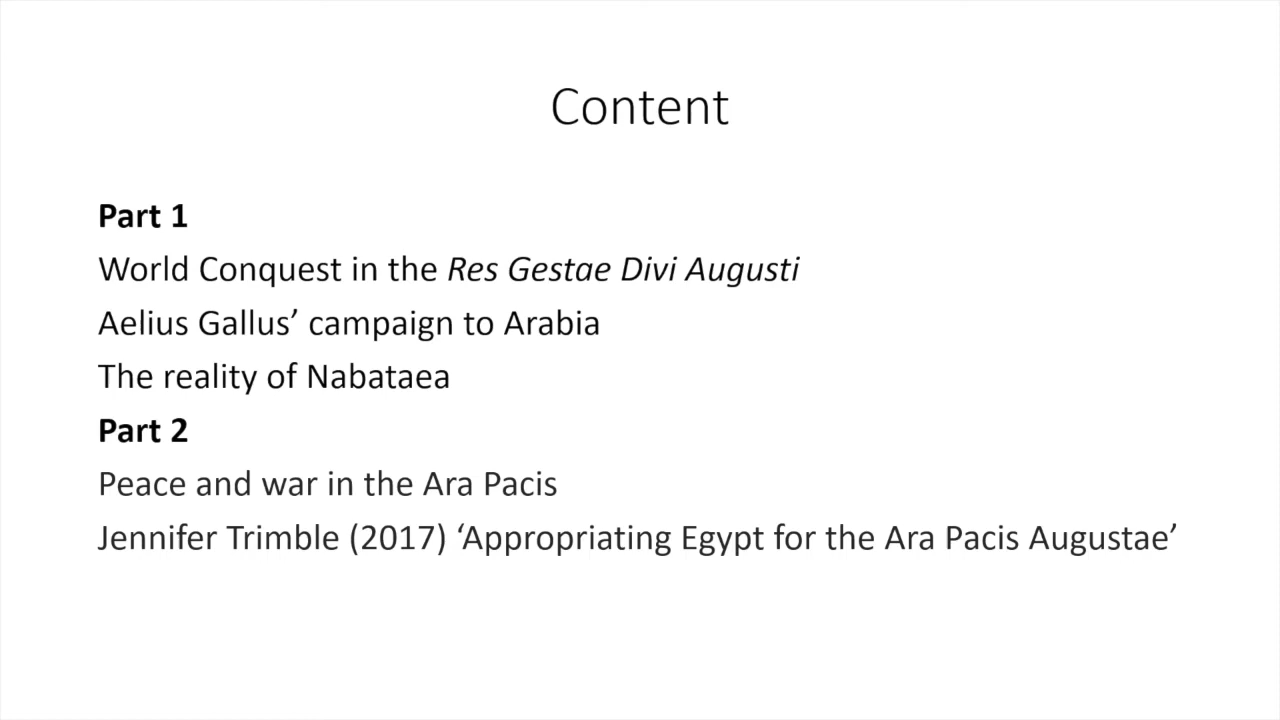 Content
Part 1
World Conquest in the Res Gestae Divi Augusti
Aelius Gallus’ campaign to Arabia
The reality of Nabataea
Part 2
Peace and war in the Ara Pacis
Jennifer Trimble (2017) ‘Appropriating Egypt for the Ara Pacis Augustae’